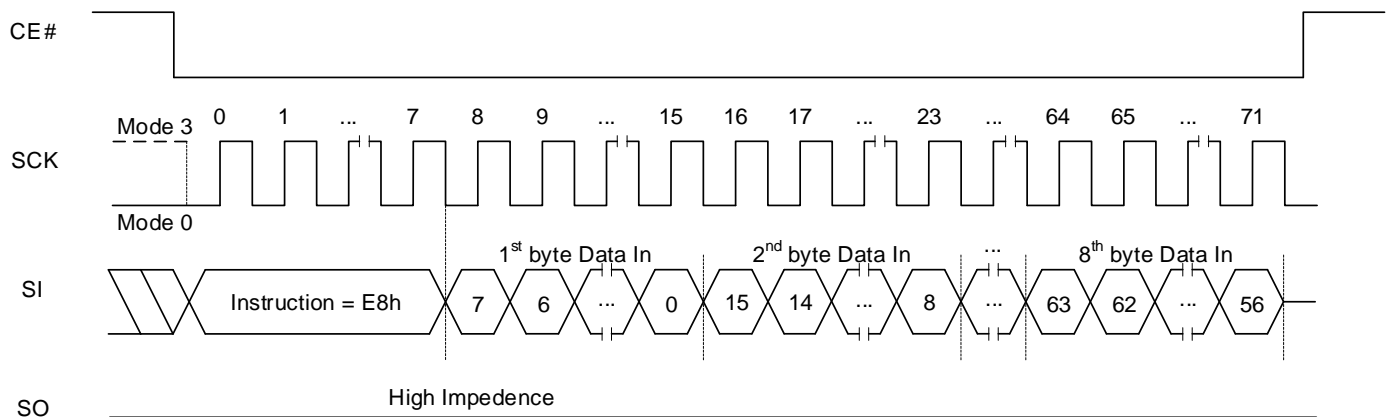 CE#
0 1 ... 7 8 9 ... 15 16 17 ... 23 ... 64 65 ... 71
Mode 3
SCK
Mode 0
1st byte Data In 2nd byte Data In ... 8th byte Data In
SI Instruction = E8h 7 6 ... 0 15 14 ... 8 ... 63 62 ... 56
High Impedence
SO